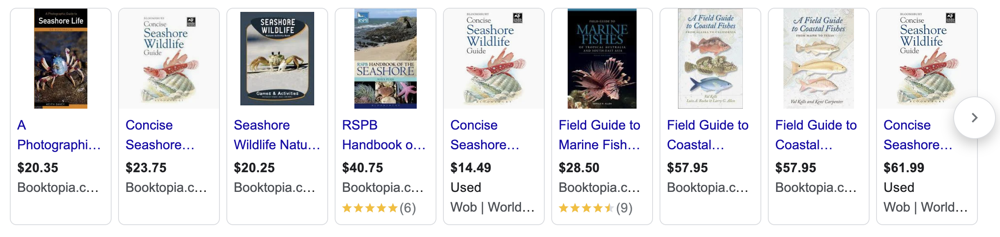 A Photographic Guide to
Seashore Life
OF AUSTRALIA
KEITH DAVEY
A
Photographi...
$20.35
Booktopia.c...
BLOOMSBURY
Concise
Seashore
Wildlife
Guide
BLOOMSBURY
Concise
Seashore...
$23.75
Booktopia.c...
SEASHORE
WILDLIFE
Nature Activity Book
Games & Activities
Seashore
Wildlife Natu...
$20.25
Booktopia.c...
RSPB
RSPB HANDBOOK OF THE
SEASHORE
MAYA PLASS
BLOOMSBURY
RSPB
Handbook o...
$40.75
Booktopia.c...
(6)
BLOOMSBURY
Concise
Seashore
Wildlife
Guide
BLOOMSBURY
Concise
Seashore...
$14.49
Used
Wob | World...
FIELD GUIDE TO
MARINE
FISHES
OF TROPICAL AUSTRALIA
AND SOUTH-EAST ASIA
GERALD R. ALLEN
Field Guide to
Marine Fish...
$28.50
Booktopia.c...
(9)
A Field Guide
to Coastal Fishes
FROM ALASKA TO CALIFORNIA
Val Kells
Luiz A. Rocha & Larry G. Allen
Field Guide to
Coastal...
$57.95
Booktopia.c...
A Field Guide
to Coastal Fishes
FROM MAINE TO TEXAS
Val Kells and Kent Carpenter
Field Guide to
Coastal...
$57.95
Booktopia.c...
BLOOMSBURY
Concise
Seashore
Wildlife
Guide
BLOOMSBURY
Concise
Seashore...
$61.99
Used
Wob | World...